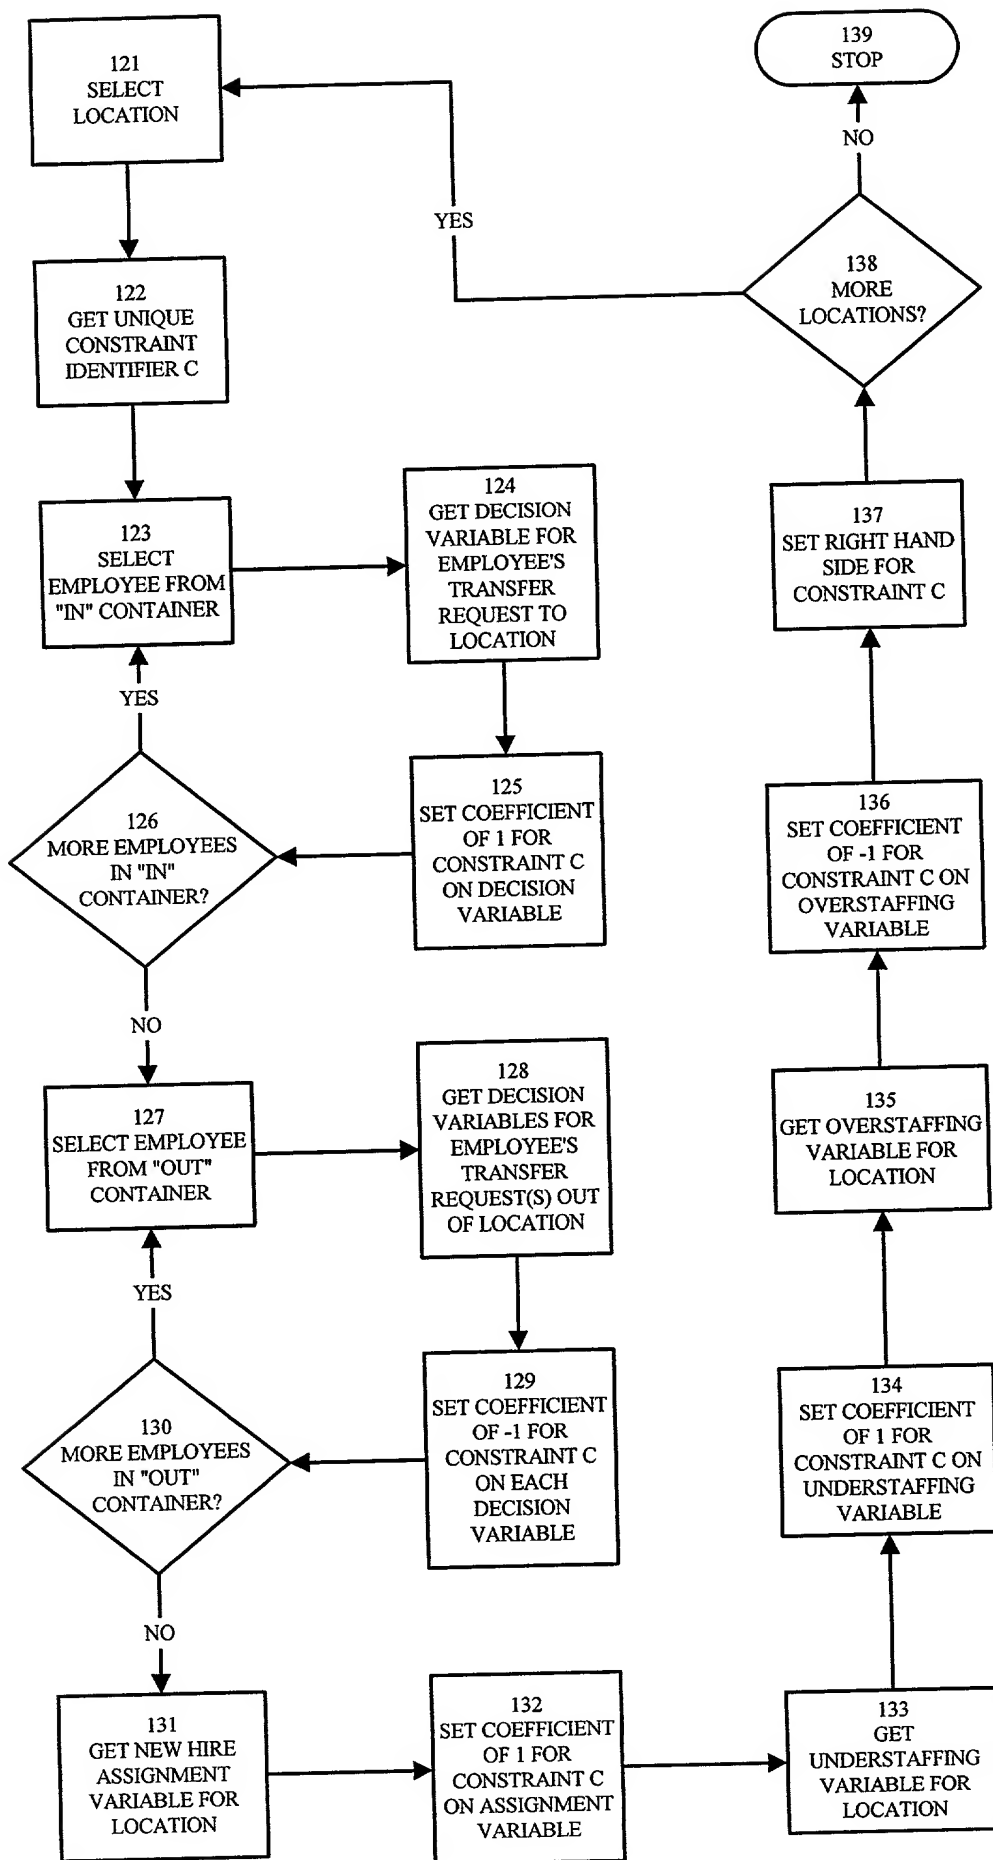 121
SELECT
LOCATION
139
STOP
NO
YES
138
MORE
LOCATIONS?
122
GET UNIQUE
CONSTRAINT
IDENTIFIER C
123
SELECT
EMPLOYEE FROM
"IN" CONTAINER
124
GET DECISION
VARIABLE FOR
EMPLOYEE'S
TRANSFER
REQUEST TO
LOCATION
137
SET RIGHT HAND
SIDE FOR
CONSTRAINT C
YES
126
MORE EMPLOYEES
IN "IN"
CONTAINER?
125
SET COEFFICIENT
OF 1 FOR
CONSTRAINT C
ON DECISION
VARIABLE
136
SET COEFFICIENT
OF -1 FOR
CONSTRAINT C ON
OVERSTAFFING
VARIABLE
NO
127
SELECT EMPLOYEE
FROM "OUT"
CONTAINER
128
GET DECISION
VARIABLES FOR
EMPLOYEE'S
TRANSFER
REQUEST(S) OUT
OF LOCATION
135
GET OVERSTAFFING
VARIABLE FOR
LOCATION
YES
130
MORE EMPLOYEES
IN "OUT"
CONTAINER?
129
SET COEFFICIENT
OF -1 FOR
CONSTRAINT C
ON EACH
DECISION
VARIABLE
134
SET COEFFICIENT
OF 1 FOR
CONSTRAINT C ON
UNDERSTAFFING
VARIABLE
NO
131
GET NEW HIRE
ASSIGNMENT
VARIABLE FOR
LOCATION
132
SET COEFFICIENT
OF 1 FOR
CONSTRAINT C
ON ASSIGNMENT
VARIABLE
133
GET
UNDERSTAFFING
VARIABLE FOR
LOCATION